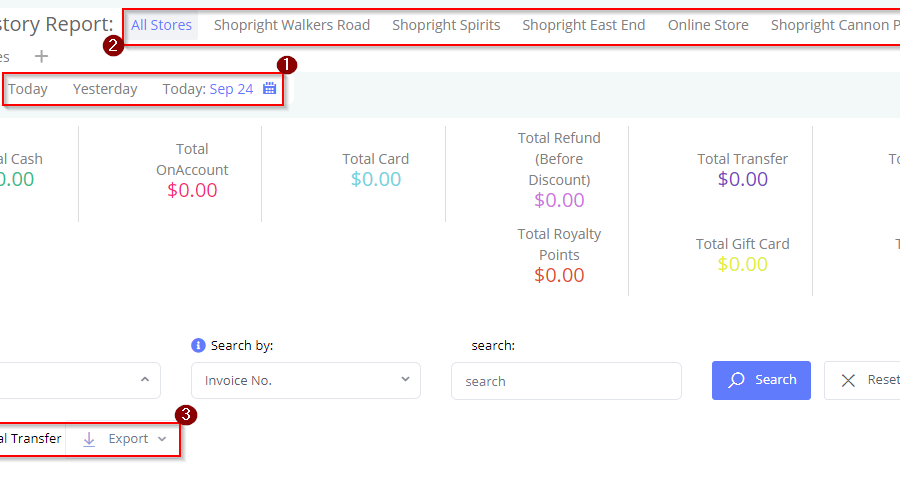 story Report: All Stores Shopright Walkers Road Shopright Spirits Shopright East End Online Store Shopright Cannon P
2
es +
1
Today Yesterday Today: Sep 24
al Cash
0.00
Total
OnAccount
$0.00
Total Card
$0.00
Total Refund
(Before
Discount)
$0.00
Total Transfer
$0.00
To
Total Royalty
Points
$0.00
Total Gift Card
$0.00
T
Search by: search:
Invoice No. search Search Reset
3
al Transfer Export